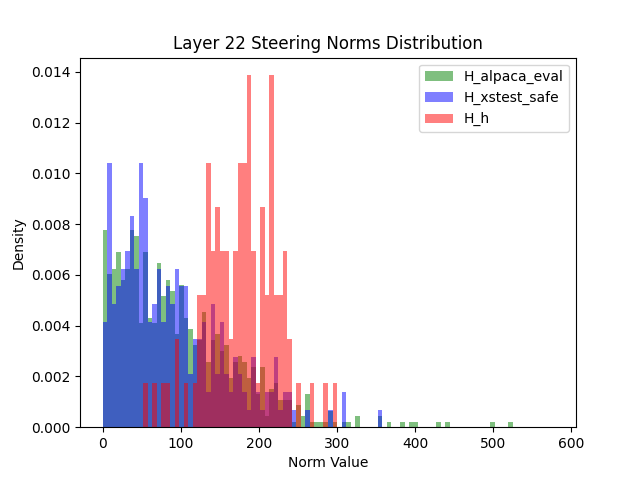 Layer 22 Steering Norms Distribution
H_alpaca_eval
H_xstest_safe
H_h
Density
0.014
0.012
0.010
0.008
0.006
0.004
0.002
0.000
0 100 200 300 400 500 600
Norm Value